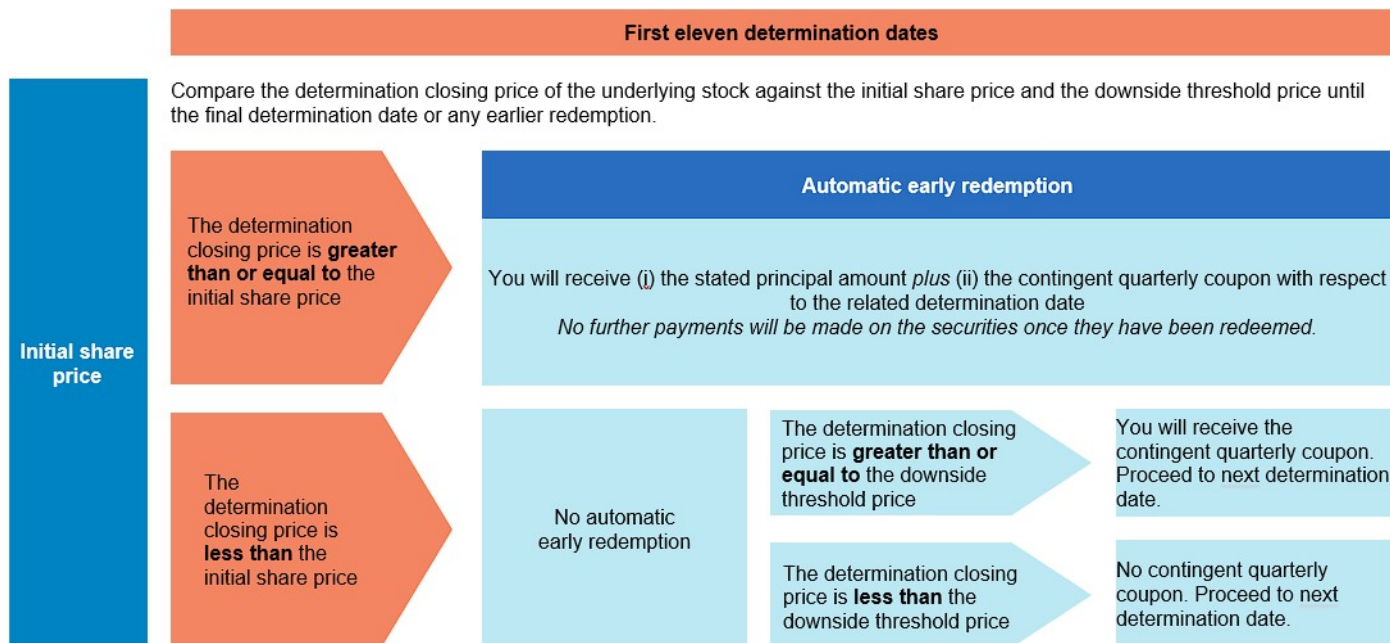 First eleven determination dates
Compare the determination closing price of the underlying stock against the initial share price and the downside threshold price until
the final determination date or any earlier redemption.
Initial share
price
The determination
closing price is greater
than or equal to the
initial share price
Automatic early redemption
You will receive (i) the stated principal amount plus (ii) the contingent quarterly coupon with respect
to the related determination date
No further payments will be made on the securities once they have been redeemed.
The
determination
closing price is
less than the
initial share price
No automatic
early redemption
The determination closing
price is greater than or
equal to the downside
threshold price
You will receive the
contingent quarterly coupon.
Proceed to next determination
date.
The determination closing
price is less than the
downside threshold price
No contingent quarterly
coupon. Proceed to next
determination date.